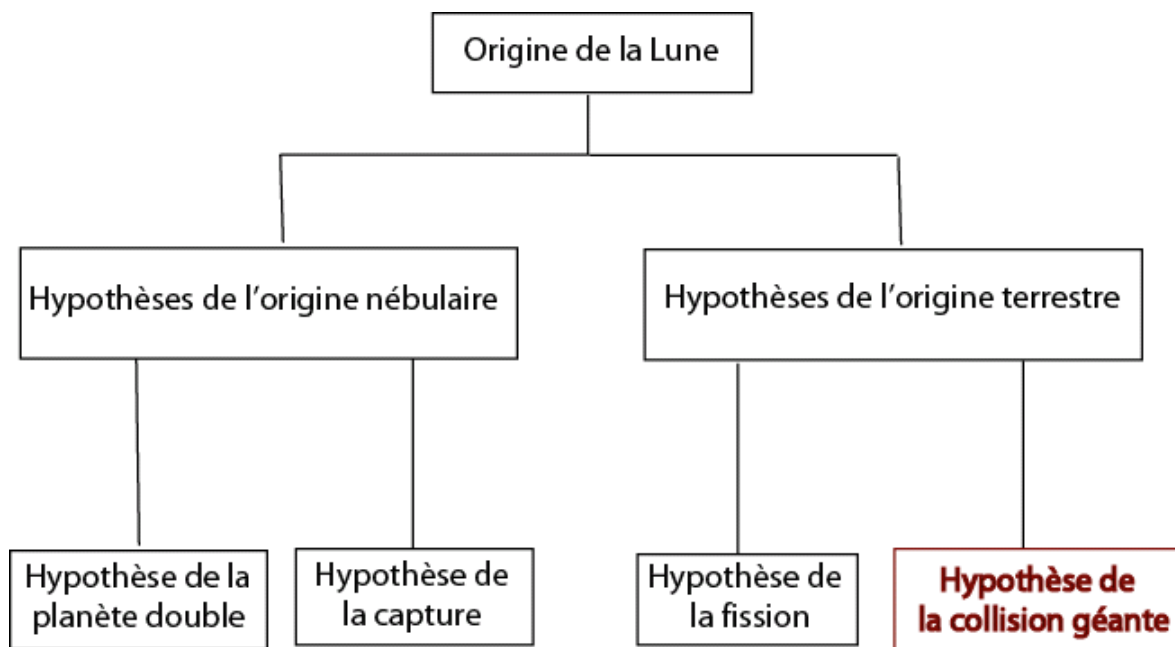 Origine de la Lune
Hypothèses de l'origine nébulaire
Hypothèses de l'origine terrestre
Hypothèse de la
planète double
Hypothèse de
la capture
Hypothèse de
la fission
Hypothèse de
la collision géante